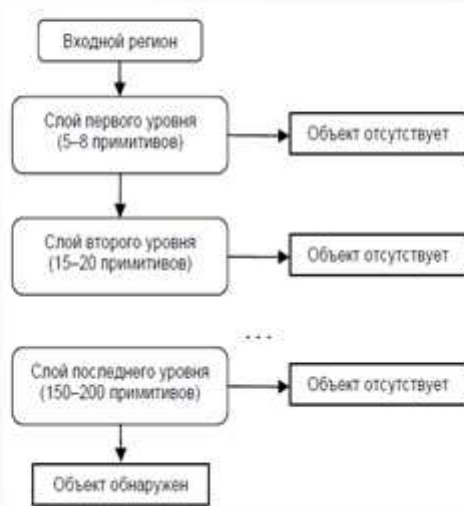 Входной регион
Слой первого уровня
(5–8 примитивов)
Объект отсутствует
Слой второго уровня
(15–20 примитивов)
Объект отсутствует
...
Слой последнего уровня
(150–200 примитивов)
Объект отсутствует
Объект обнаружен